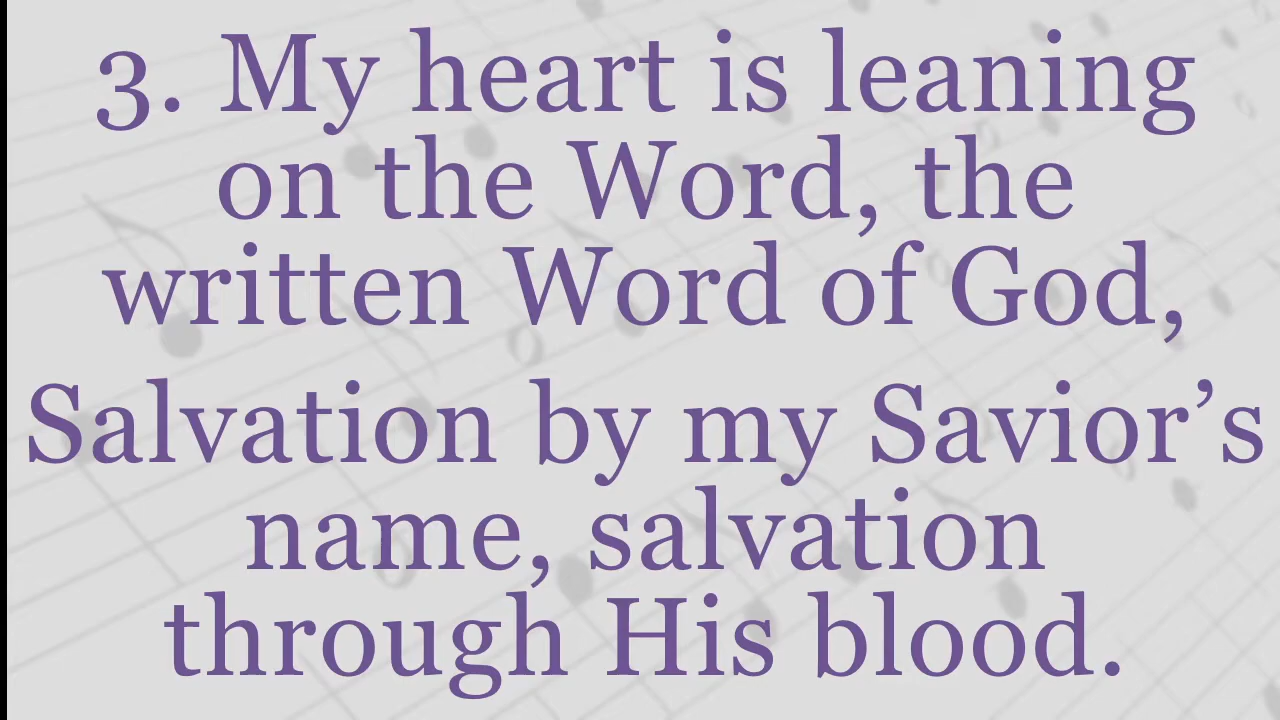 3. My heart is leaning
on the Word, the
written Word of God,
Salvation by my Savior’s
name, salvation
through His blood.